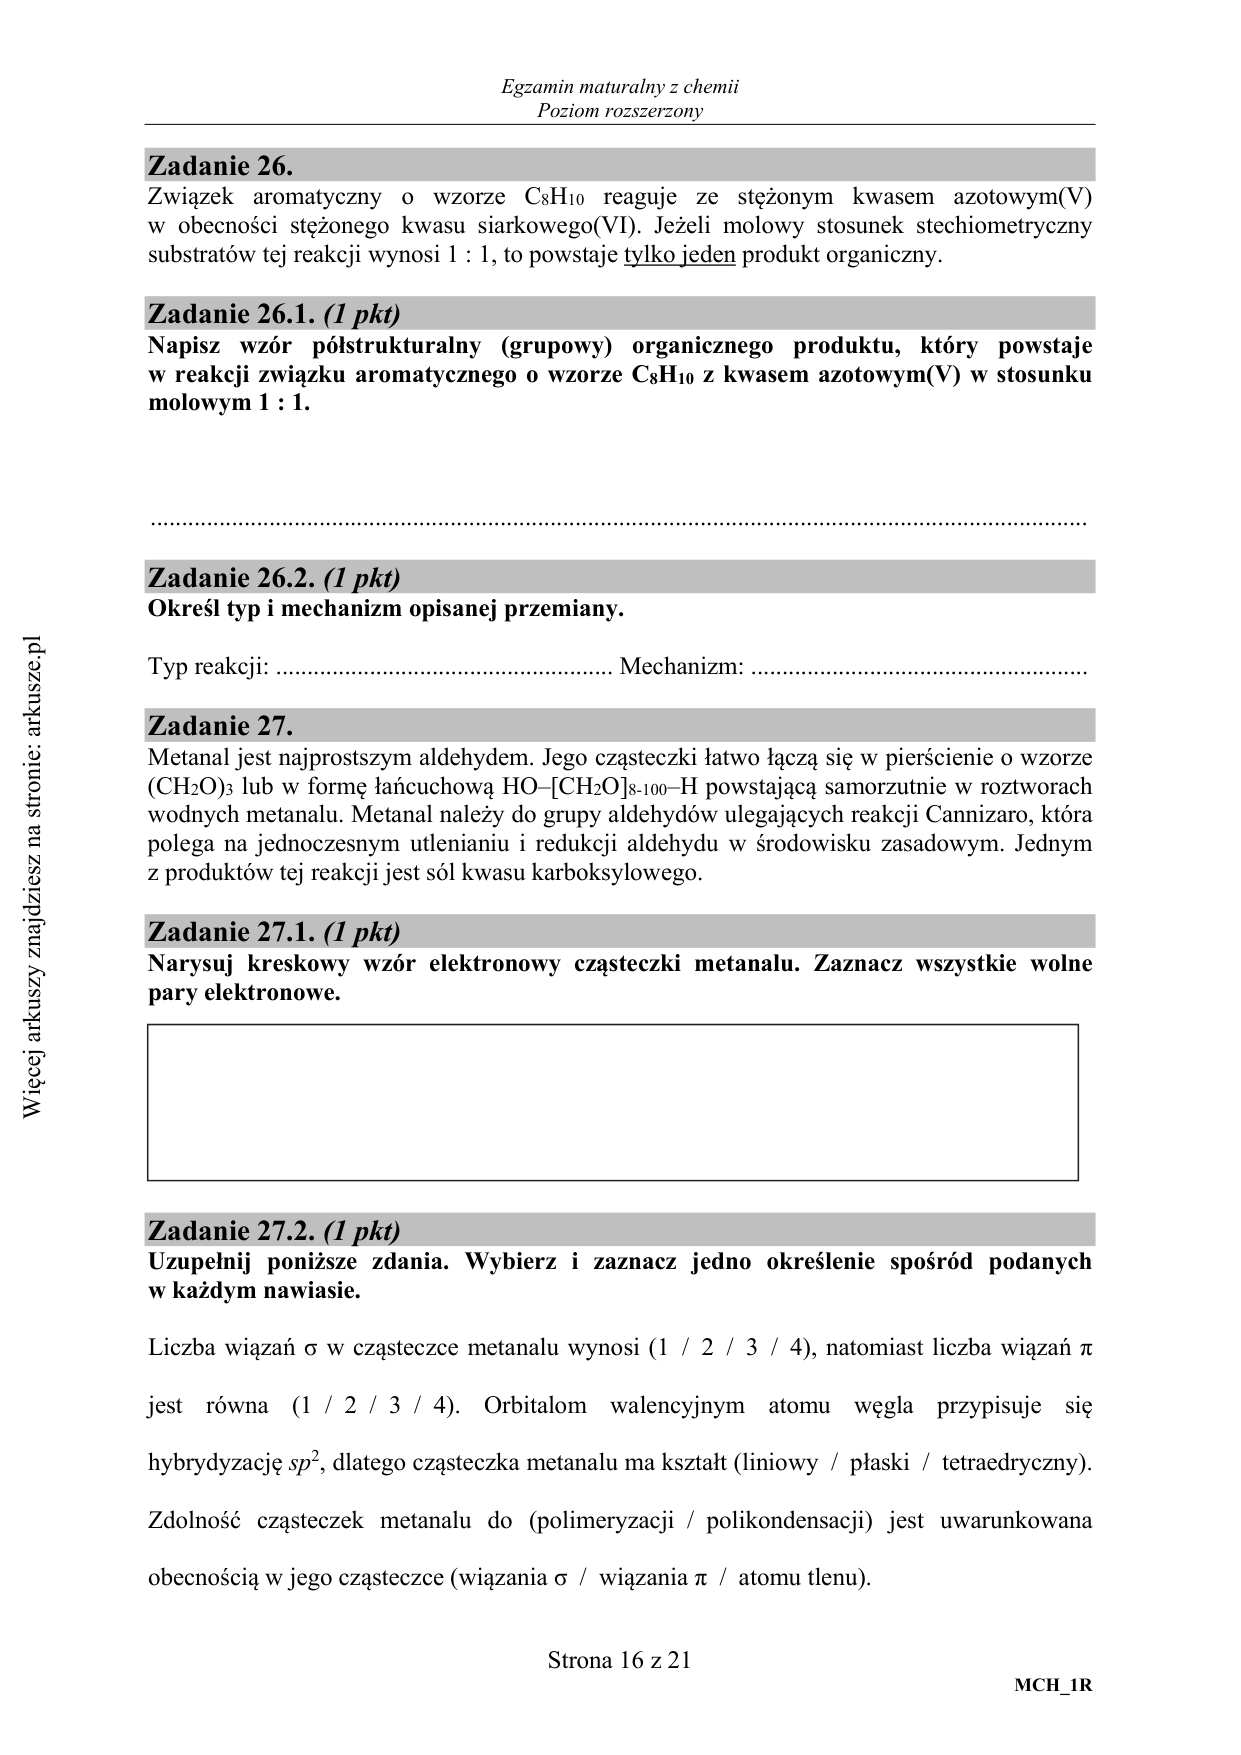 Egzamin maturalny z chemii
Poziom rozszerzony
Zadanie 26.
Związek aromatyczny o wzorze C₈H₁₀ reaguje ze stężonym kwasem azotowym(V)
w obecności stężonego kwasu siarkowego(VI). Jeżeli molowy stosunek stechiometryczny
substratów tej reakcji wynosi 1 : 1, to powstaje tylko jeden produkt organiczny.
Zadanie 26.1. (1 pkt)
Napisz wzór półstrukturalny (grupowy) organicznego produktu, który powstaje
w reakcji związku aromatycznego o wzorze C₈H₁₀ z kwasem azotowym(V) w stosunku
molowym 1 : 1.
........................................................................................................................................................
Zadanie 26.2. (1 pkt)
Określ typ i mechanizm opisanej przemiany.
Typ reakcji: ...................................................... Mechanizm: ......................................................
Zadanie 27.
Metanal jest najprostszym aldehydem. Jego cząsteczki łatwo łączą się w pierścienie o wzorze
(CH₂O)₃ lub w formę łańcuchową HO–[CH₂O]₈₋₁₀₀–H powstającą samorzutnie w roztworach
wodnych metanalu. Metanal należy do grupy aldehydów ulegających reakcji Cannizaro, która
polega na jednoczesnym utlenianiu i redukcji aldehydu w środowisku zasadowym. Jednym
z produktów tej reakcji jest sól kwasu karboksylowego.
Zadanie 27.1. (1 pkt)
Narysuj kreskowy wzór elektronowy cząsteczki metanalu. Zaznacz wszystkie wolne
pary elektronowe.
Zadanie 27.2. (1 pkt)
Uzupełnij poniższe zdania. Wybierz i zaznacz jedno określenie spośród podanych
w każdym nawiasie.
Liczba wiązań σ w cząsteczce metanalu wynosi (1 / 2 / 3 / 4), natomiast liczba wiązań π
jest równa (1 / 2 / 3 / 4). Orbitalom walencyjnym atomu węgla przypisuje się
hybrydyzację sp², dlatego cząsteczka metanalu ma kształt (liniowy / płaski / tetraedryczny).
Zdolność cząsteczek metanalu do (polimeryzacji / polikondensacji) jest uwarunkowana
obecnością w jego cząsteczce (wiązania σ / wiązania π / atomu tlenu).
Strona 16 z 21
MCH_1R
Więcej arkuszy znajdziesz na stronie: arkusze.pl